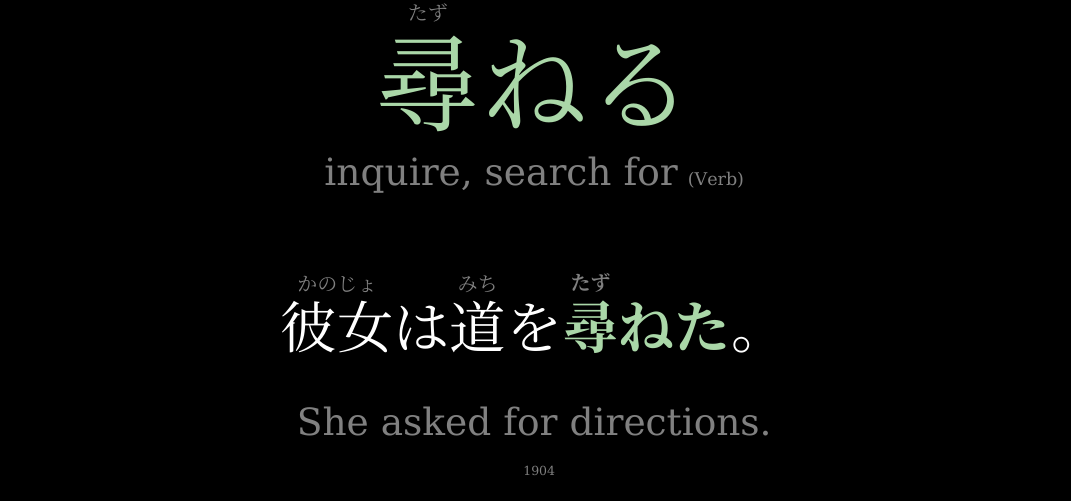 たず
尋ねる
inquire, search for (Verb)
かのじょ みち たず
彼女は道を尋ねた。
She asked for directions.
1904